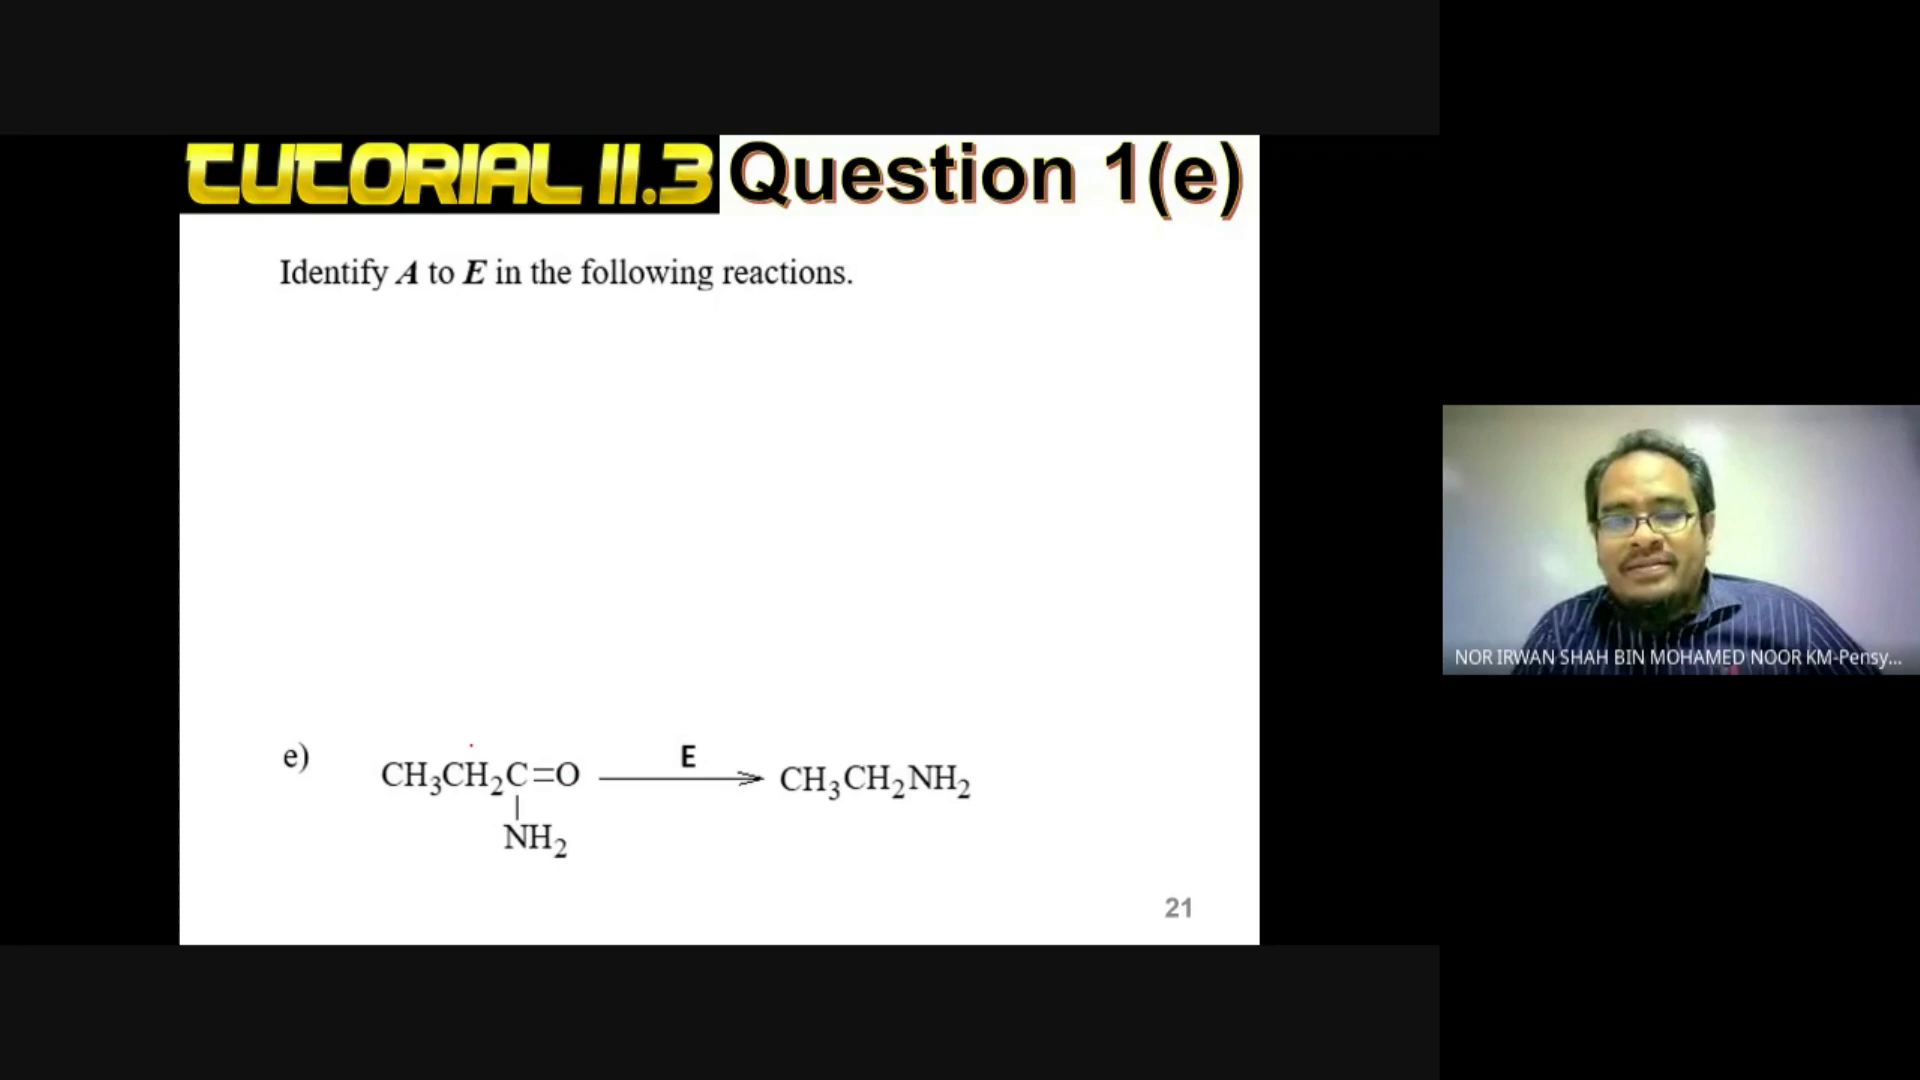 TUTORIAL 11.3 Question 1(e)
Identify A to E in the following reactions.
e) CH₃CH₂C=O E CH₃CH₂NH₂
NH₂
21
NOR IRWAN SHAH BIN MOHAMED NOOR KM-Pensy...